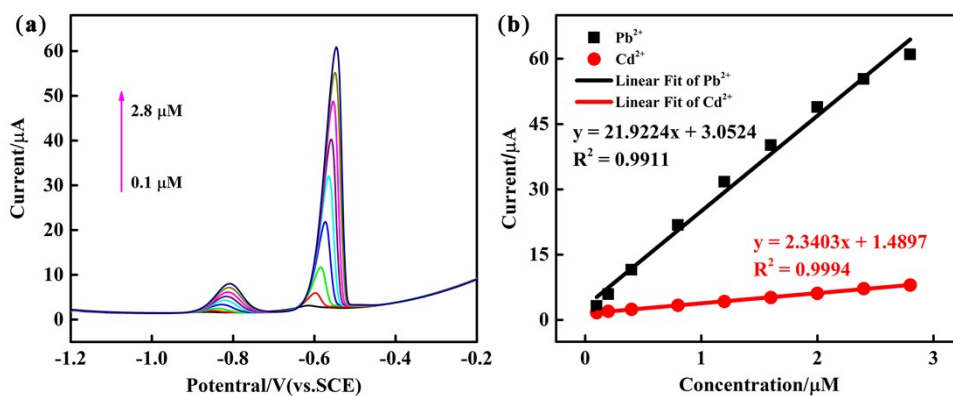 (a)
60
50
40
30
20
10
0
Current/μA
2.8 μM
0.1 μM
-1.2
-1.0
-0.8
-0.6
-0.4
-0.2
Potentral/V(vs.SCE)
(b)
60
45
30
15
0
Current/μA
Pb²⁺
Cd²⁺
Linear Fit of Pb²⁺
Linear Fit of Cd²⁺
y = 21.9224x + 3.0524
R² = 0.9911
y = 2.3403x + 1.4897
R² = 0.9994
0
1
2
3
Concentration/μM